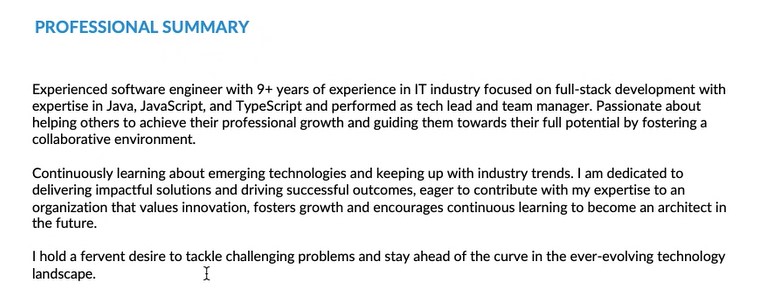 PROFESSIONAL SUMMARY
Experienced software engineer with 9+ years of experience in IT industry focused on full-stack development with
expertise in Java, JavaScript, and TypeScript and performed as tech lead and team manager. Passionate about
helping others to achieve their professional growth and guiding them towards their full potential by fostering a
collaborative environment.
Continuously learning about emerging technologies and keeping up with industry trends. I am dedicated to
delivering impactful solutions and driving successful outcomes, eager to contribute with my expertise to an
organization that values innovation, fosters growth and encourages continuous learning to become an architect in
the future.
I hold a fervent desire to tackle challenging problems and stay ahead of the curve in the ever-evolving technology
landscape.